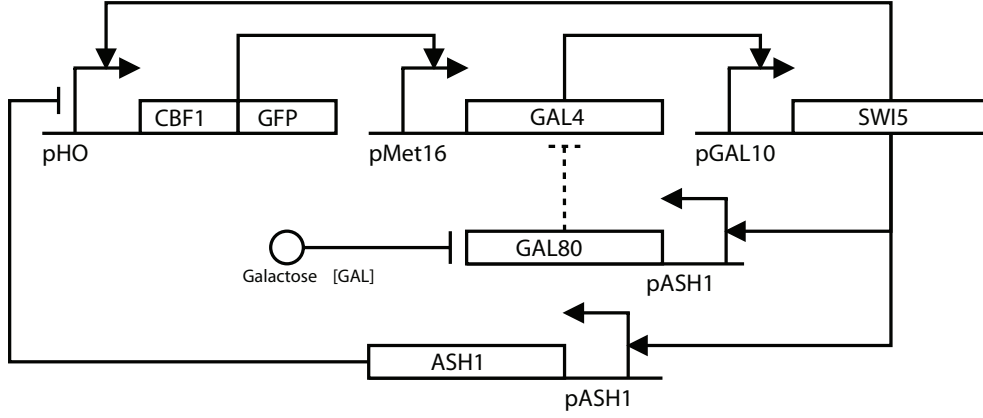 CBF1 GFP GAL4 SWI5
pHO pMet16 pGAL10
GAL80
Galactose [GAL]
pASH1
ASH1
pASH1